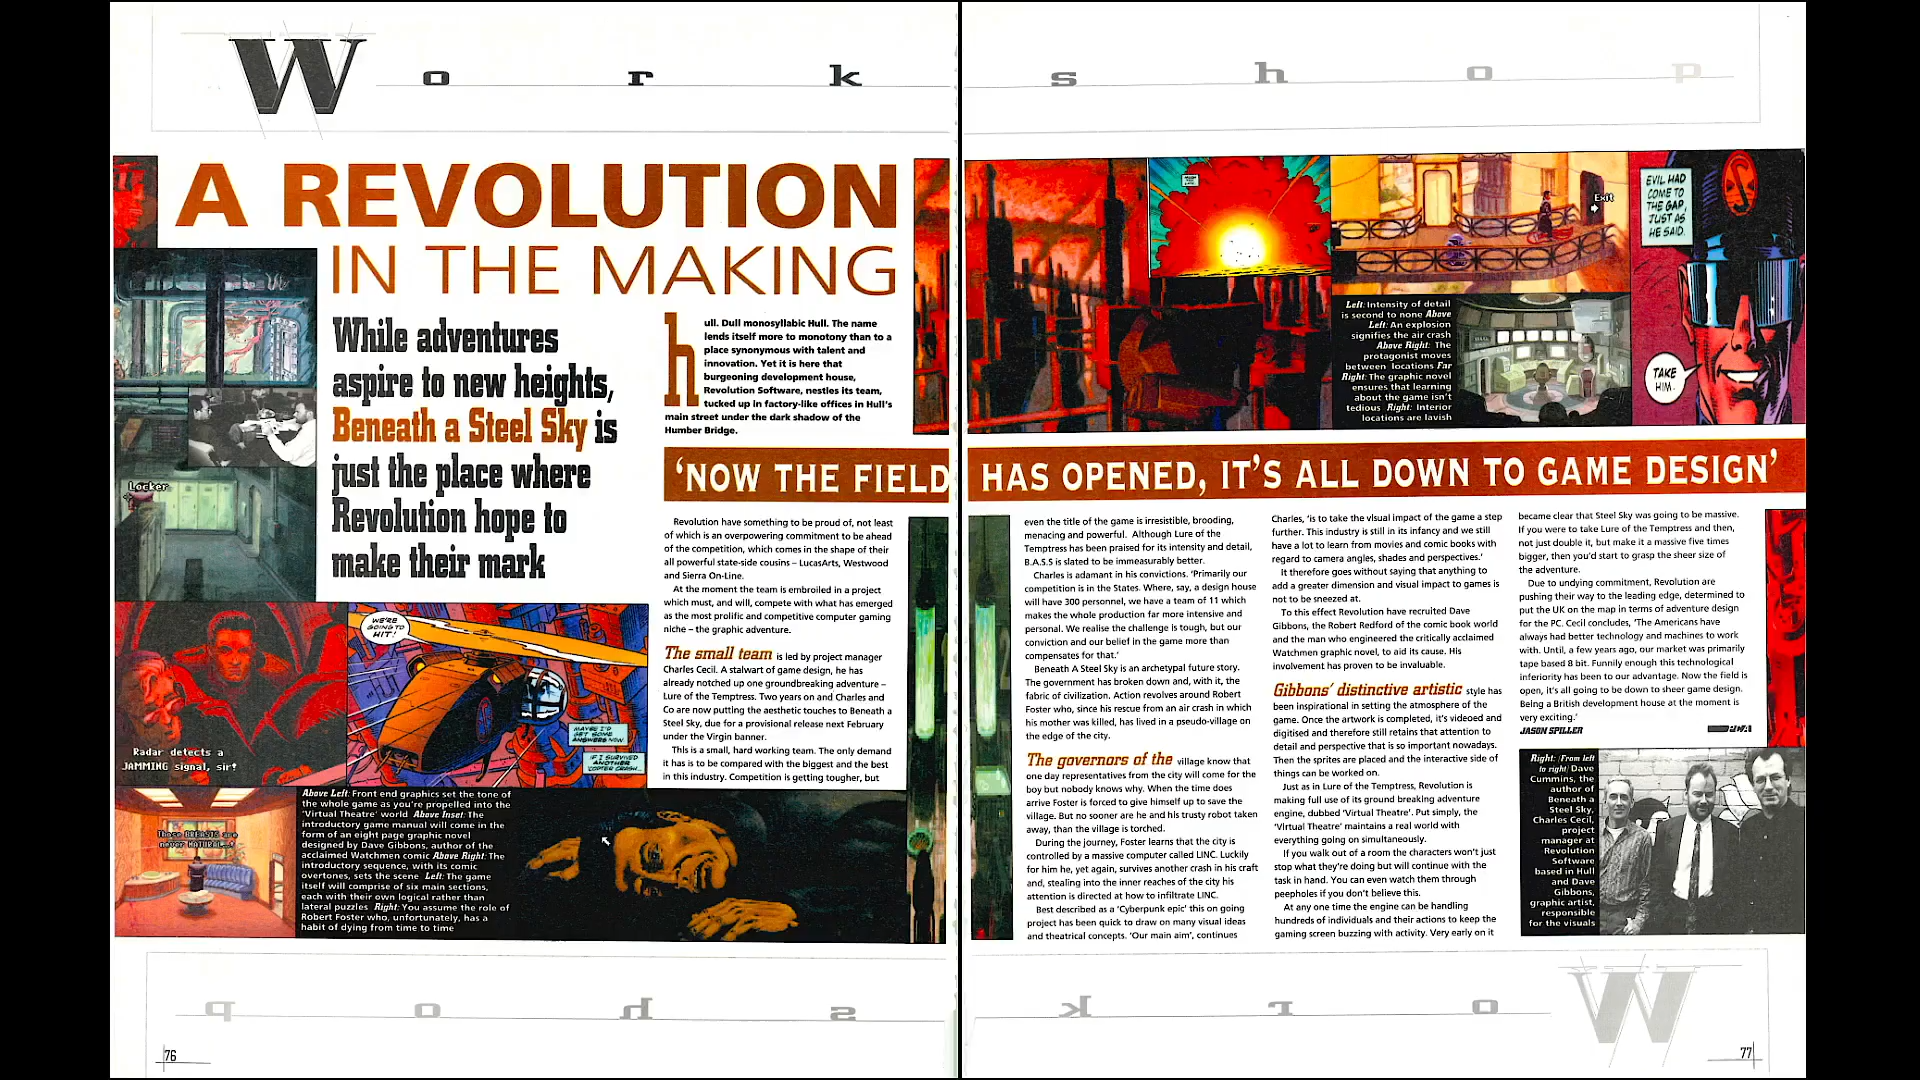 Workshop
A REVOLUTION
IN THE MAKING
While adventures
aspire to new heights,
Beneath a Steel Sky is
just the place where
Revolution hope to
make their mark
hull. Dull monosyllabic Hull. The name
lends itself more to monotony than to a
place synonymous with talent and
innovation. Yet it is here that
burgeoning development house,
Revolution Software, nestles its team,
tucked up in factory-like offices in Hull's
main street under the dark shadow of the
Humber Bridge.
'NOW THE FIELD HAS OPENED, IT'S ALL DOWN TO GAME DESIGN'
Revolution have something to be proud of, not least
of which is an overpowering commitment to be ahead
of the competition, which comes in the shape of their
all powerful state-side cousins – LucasArts, Westwood
and Sierra On-Line.
At the moment the team is embroiled in a project
which must, and will, compete with what has emerged
as the most prolific and competitive computer gaming
niche – the graphic adventure.
The small team is led by project manager
Charles Cecil. A stalwart of game design, he has
already notched up one groundbreaking adventure –
Lure of the Temptress. Two years on and Charles and
Co are now putting the aesthetic touches to Beneath a
Steel Sky, due for a provisional release next February
under the Virgin banner.
This is a small, hard working team. The only demand
it has is to be compared with the biggest and the best
in this industry. Competition is getting tougher, but
Locker
Radar detects a
JAMMING signal, sir!
WE'RE
GOING TO
HIT!
MAYBE I'D
GET SOME
ANSWERS NOW.
IF I SURVIVED
ANOTHER
'COPTER CRASH...
These AREASTS are
never NATURAL..!
Above Left: Front end graphics set the tone of
the whole game as you're propelled into the
'Virtual Theatre' world Above Inset: The
introductory game manual will come in the
form of an eight page graphic novel
designed by Dave Gibbons, author of the
acclaimed Watchmen comic Above Right: The
introductory sequence, with its comic
overtones, sets the scene Left: The game
itself will comprise of six main sections,
each with their own logical rather than
lateral puzzles Right: You assume the role of
Robert Foster who, unfortunately, has a
habit of dying from time to time
76
Exit
EVIL HAD
COME TO
THE GAP,
JUST AS
HE SAID.
TAKE
HIM.
Left: Intensity of detail
is second to none Above
Left: An explosion
signifies the air crash
Above Right: The
protagonist moves
between locations Far
Right: The graphic novel
ensures that learning
about the game isn't
tedious Right: Interior
locations are lavish
even the title of the game is irresistible, brooding,
menacing and powerful. Although Lure of the
Temptress has been praised for its intensity and detail,
B.A.S.S is slated to be immeasurably better.
Charles is adamant in his convictions. 'Primarily our
competition is in the States. Where, say, a design house
will have 300 personnel, we have a team of 11 which
makes the whole production far more intensive and
personal. We realise the challenge is tough, but our
conviction and our belief in the game more than
compensates for that.'
Beneath A Steel Sky is an archetypal future story.
The government has broken down and, with it, the
fabric of civilization. Action revolves around Robert
Foster who, since his rescue from an air crash in which
his mother was killed, has lived in a pseudo-village on
the edge of the city.
The governors of the village know that
one day representatives from the city will come for the
boy but nobody knows why. When the time does
arrive Foster is forced to give himself up to save the
village. But no sooner are he and his trusty robot taken
away, than the village is torched.
During the journey, Foster learns that the city is
controlled by a massive computer called LINC. Luckily
for him he, yet again, survives another crash in his craft
and, stealing into the inner reaches of the city his
attention is directed at how to infiltrate LINC.
Best described as a 'Cyberpunk epic' this on going
project has been quick to draw on many visual ideas
and theatrical concepts. 'Our main aim', continues
Charles, 'is to take the visual impact of the game a step
further. This industry is still in its infancy and we still
have a lot to learn from movies and comic books with
regard to camera angles, shades and perspectives.'
It therefore goes without saying that anything to
add a greater dimension and visual impact to games is
not to be sneezed at.
To this effect Revolution have recruited Dave
Gibbons, the Robert Redford of the comic book world
and the man who engineered the critically acclaimed
Watchmen graphic novel, to aid its cause. His
involvement has proven to be invaluable.
Gibbons' distinctive artistic style has
been inspirational in setting the atmosphere of the
game. Once the artwork is completed, it's videoed and
digitised and therefore still retains that attention to
detail and perspective that is so important nowadays.
Then the sprites are placed and the interactive side of
things can be worked on.
Just as in Lure of the Temptress, Revolution is
making full use of its ground breaking adventure
engine, dubbed 'Virtual Theatre'. Put simply, the
'Virtual Theatre' maintains a real world with
everything going on simultaneously.
If you walk out of a room the characters won't just
stop what they're doing but will continue with the
task in hand. You can even watch them through
peepholes if you don't believe this.
At any one time the engine can be handling
hundreds of individuals and their actions to keep the
gaming screen buzzing with activity. Very early on it
became clear that Steel Sky was going to be massive.
If you were to take Lure of the Temptress and then,
not just double it, but make it a massive five times
bigger, then you'd start to grasp the sheer size of
the adventure.
Due to undying commitment, Revolution are
pushing their way to the leading edge, determined to
put the UK on the map in terms of adventure design
for the PC. Cecil concludes, 'The Americans have
always had better technology and machines to work
with. Until, a few years ago, our market was primarily
tape based 8 bit. Funnily enough this technological
inferiority has been to our advantage. Now the field is
open, it's all going to be down to sheer game design.
Being a British development house at the moment is
very exciting.'
JASON SPILLER
Right: (From left
to right) Dave
Cummins, the
author of
Beneath a
Steel Sky,
Charles Cecil,
project
manager at
Revolution
Software
based in Hull
and Dave
Gibbons,
graphic artist,
responsible
for the visuals
Workshop
77